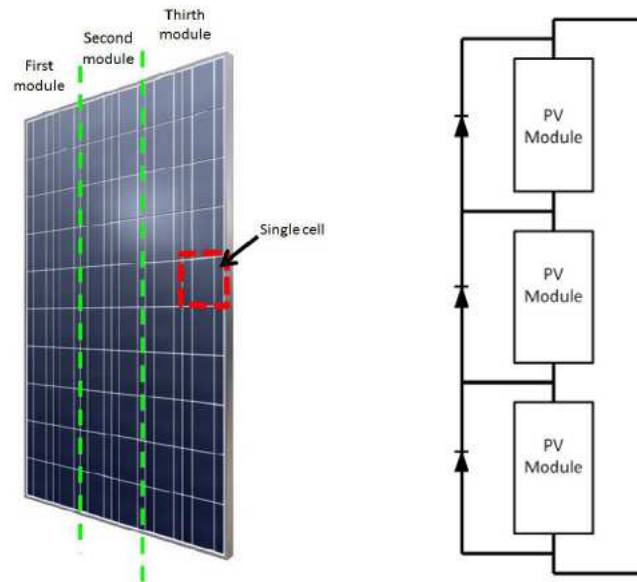 First
module
Second
module
Thirth
module
Single cell
PV
Module
PV
Module
PV
Module